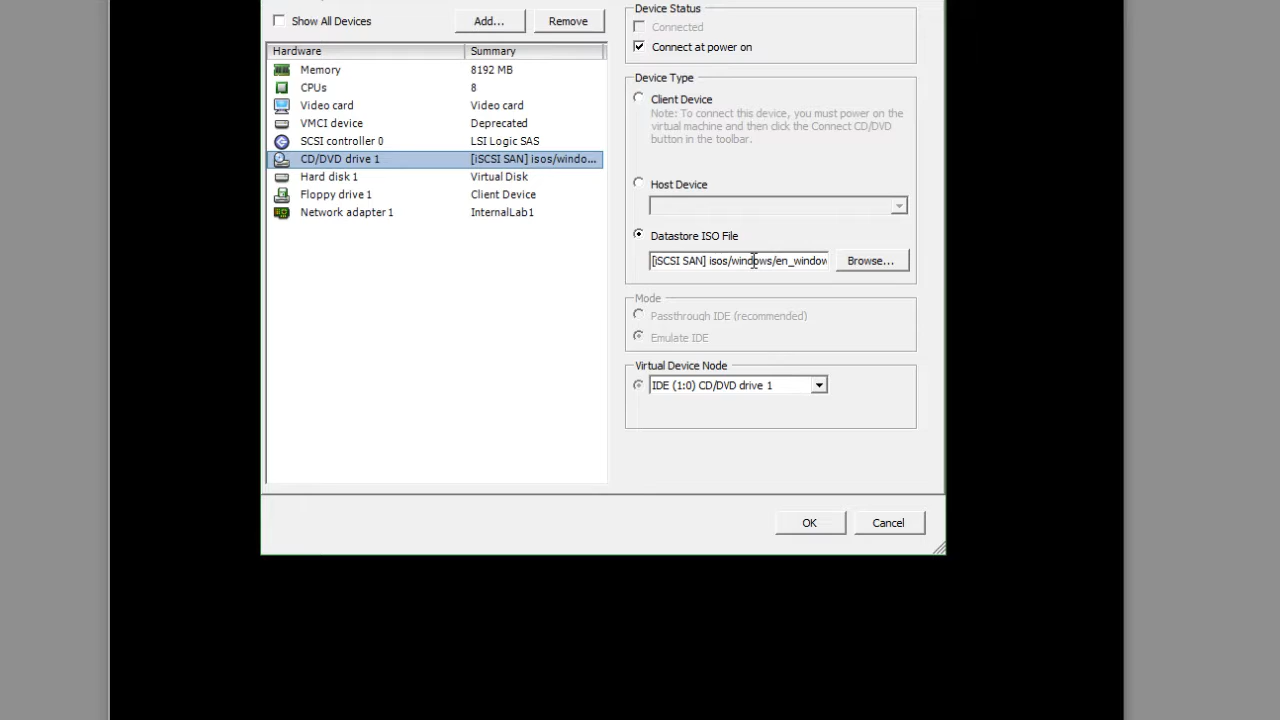 Show All Devices
Add...
Remove
Hardware
Summary
Memory
8192 MB
CPUs
8
Video card
Video card
VMCI device
Deprecated
SCSI controller 0
LSI Logic SAS
CD/DVD drive 1
[iSCSI SAN] isos/windo...
Hard disk 1
Virtual Disk
Floppy drive 1
Client Device
Network adapter 1
InternalLab1
Device Status
Connected
Connect at power on
Device Type
Client Device
Note: To connect this device, you must power on the
virtual machine and then click the Connect CD/DVD
button in the toolbar.
Host Device
Datastore ISO File
[iSCSI SAN] isos/windows/en_window
Browse...
Mode
Passthrough IDE (recommended)
Emulate IDE
Virtual Device Node
IDE (1:0) CD/DVD drive 1
OK
Cancel